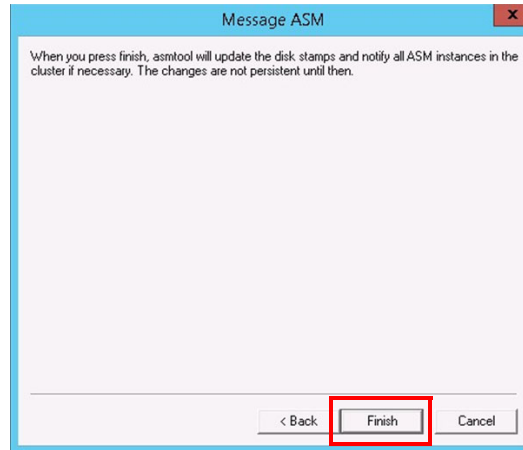 Message ASM
x
When you press finish, asmtool will update the disk stamps and notify all ASM instances in the
cluster if necessary. The changes are not persistent until then.
< Back Finish Cancel